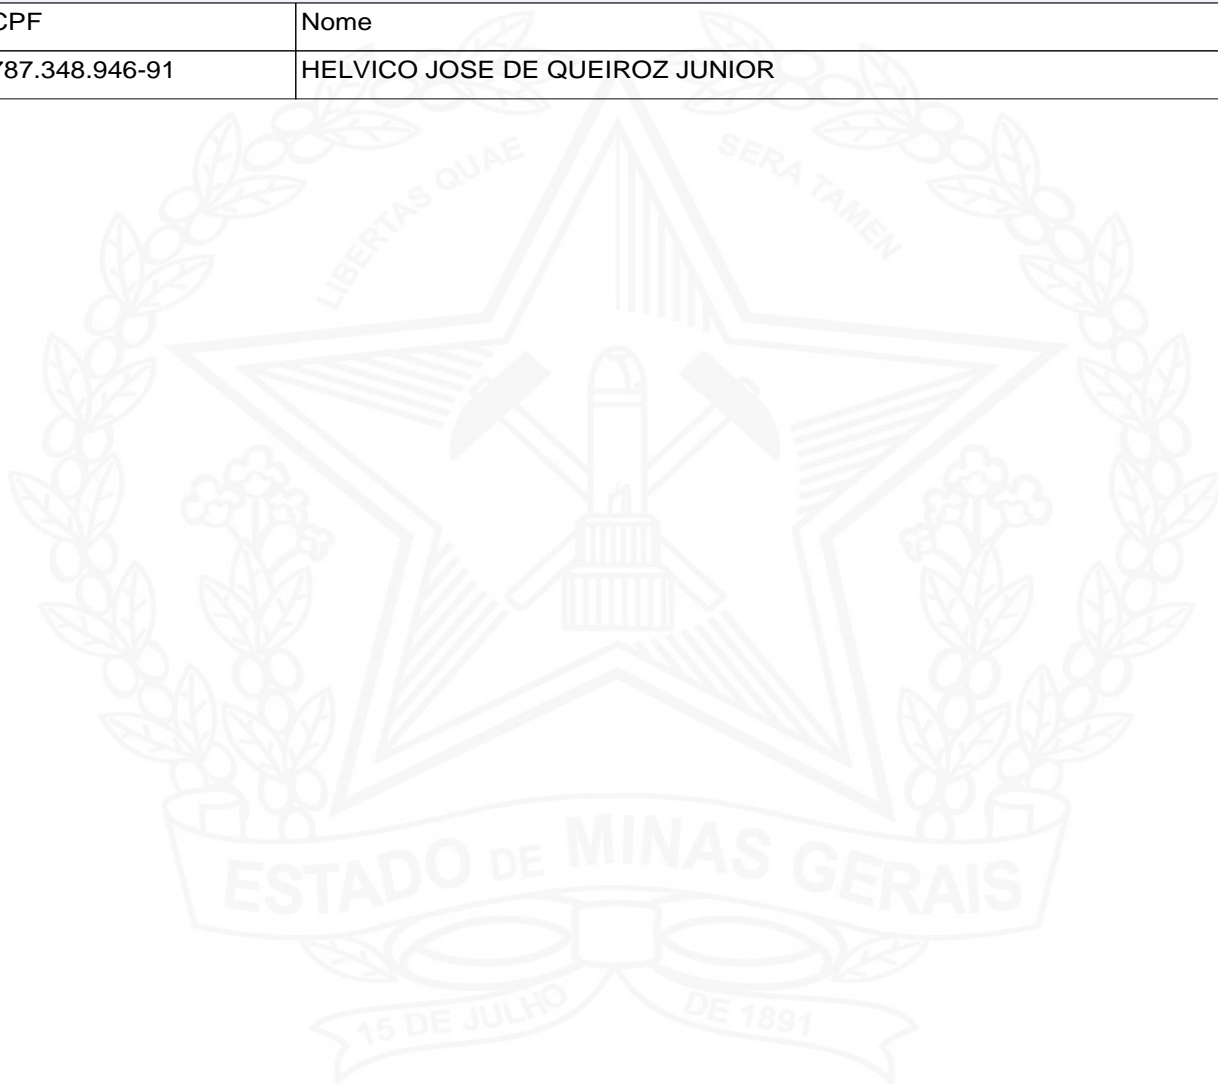 CPF Nome
787.348.946-91 HELVICO JOSE DE QUEIROZ JUNIOR
LIBERTAS QUAE SERA TAMEN
ESTADO DE MINAS GERAIS
15 DE JULHO DE 1891